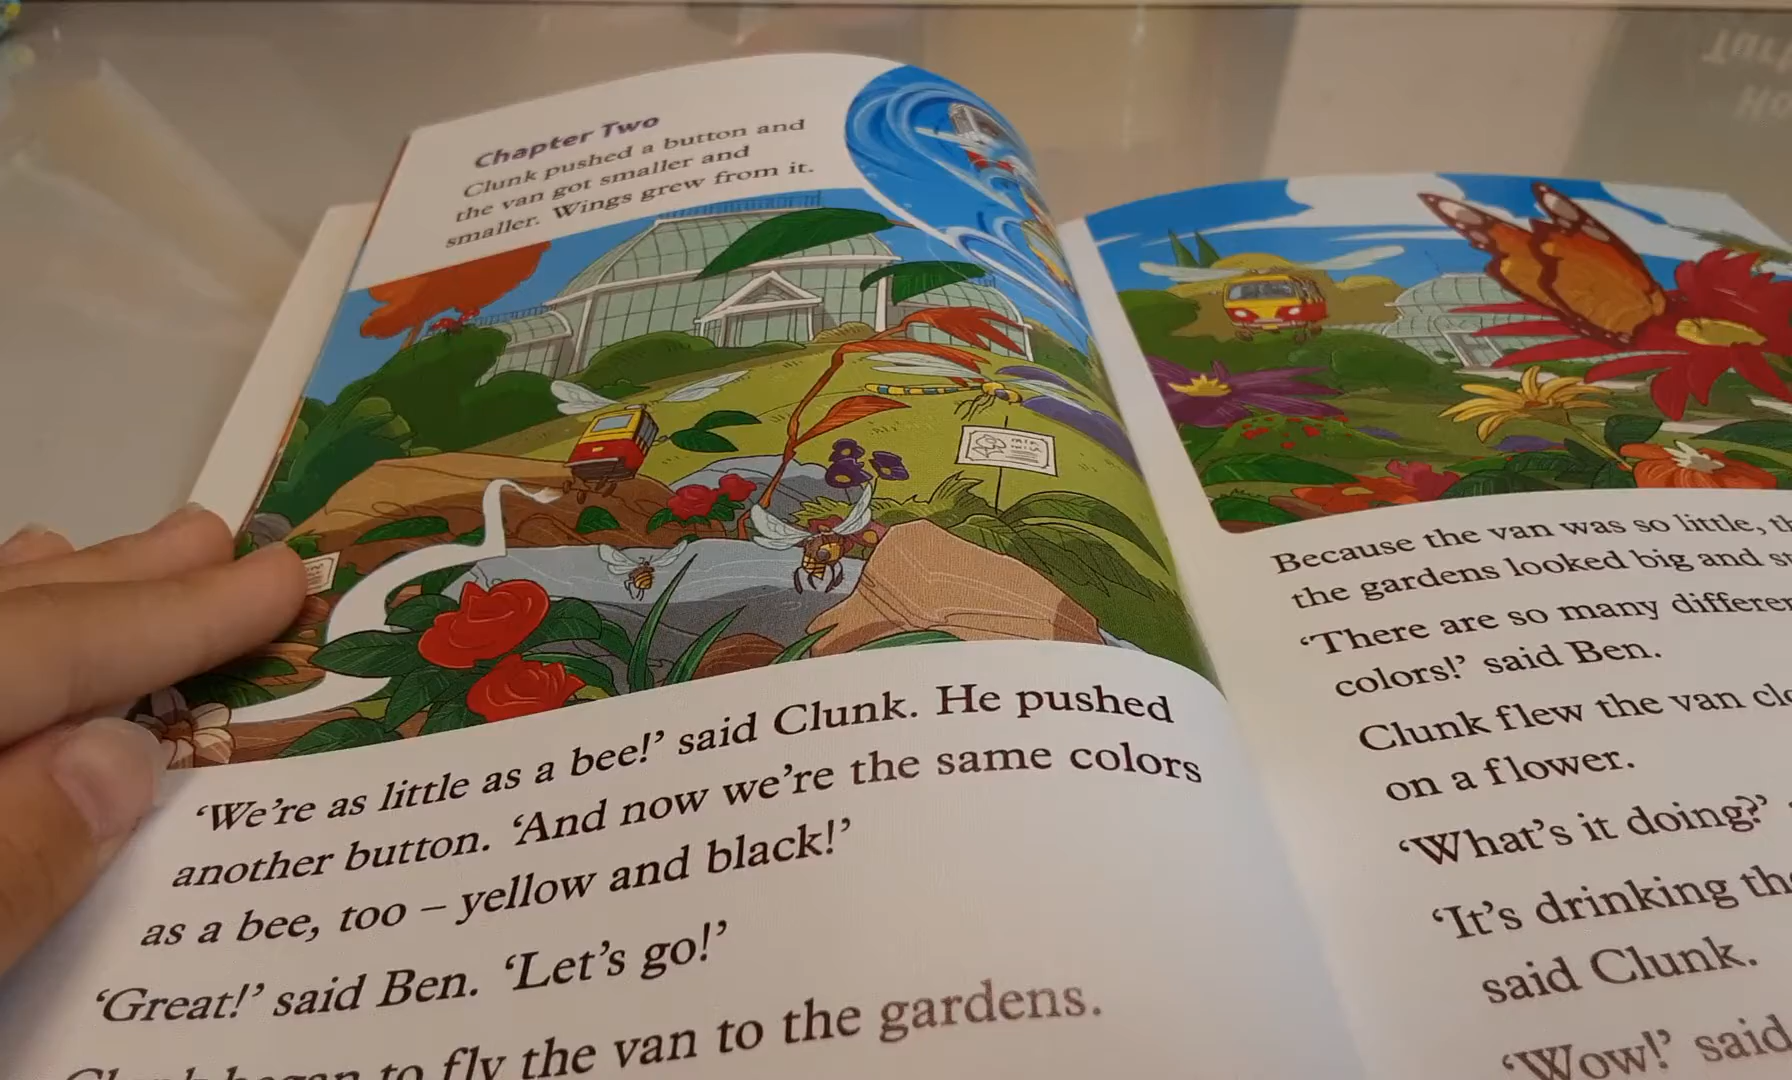 Chapter Two
Clunk pushed a button and
the van got smaller and
smaller. Wings grew from it.
‘We’re as little as a bee!’ said Clunk. He pushed
another button. ‘And now we’re the same colors
as a bee, too – yellow and black!’
‘Great!’ said Ben. ‘Let’s go!’
Clunk began to fly the van to the gardens.
Because the van was so little,
the gardens looked big and
‘There are so many
colors!’ said Ben.
Clunk flew the van
on a flower.
‘What’s it doing?’
‘It’s drinking
said Clunk.
‘Wow!’ said